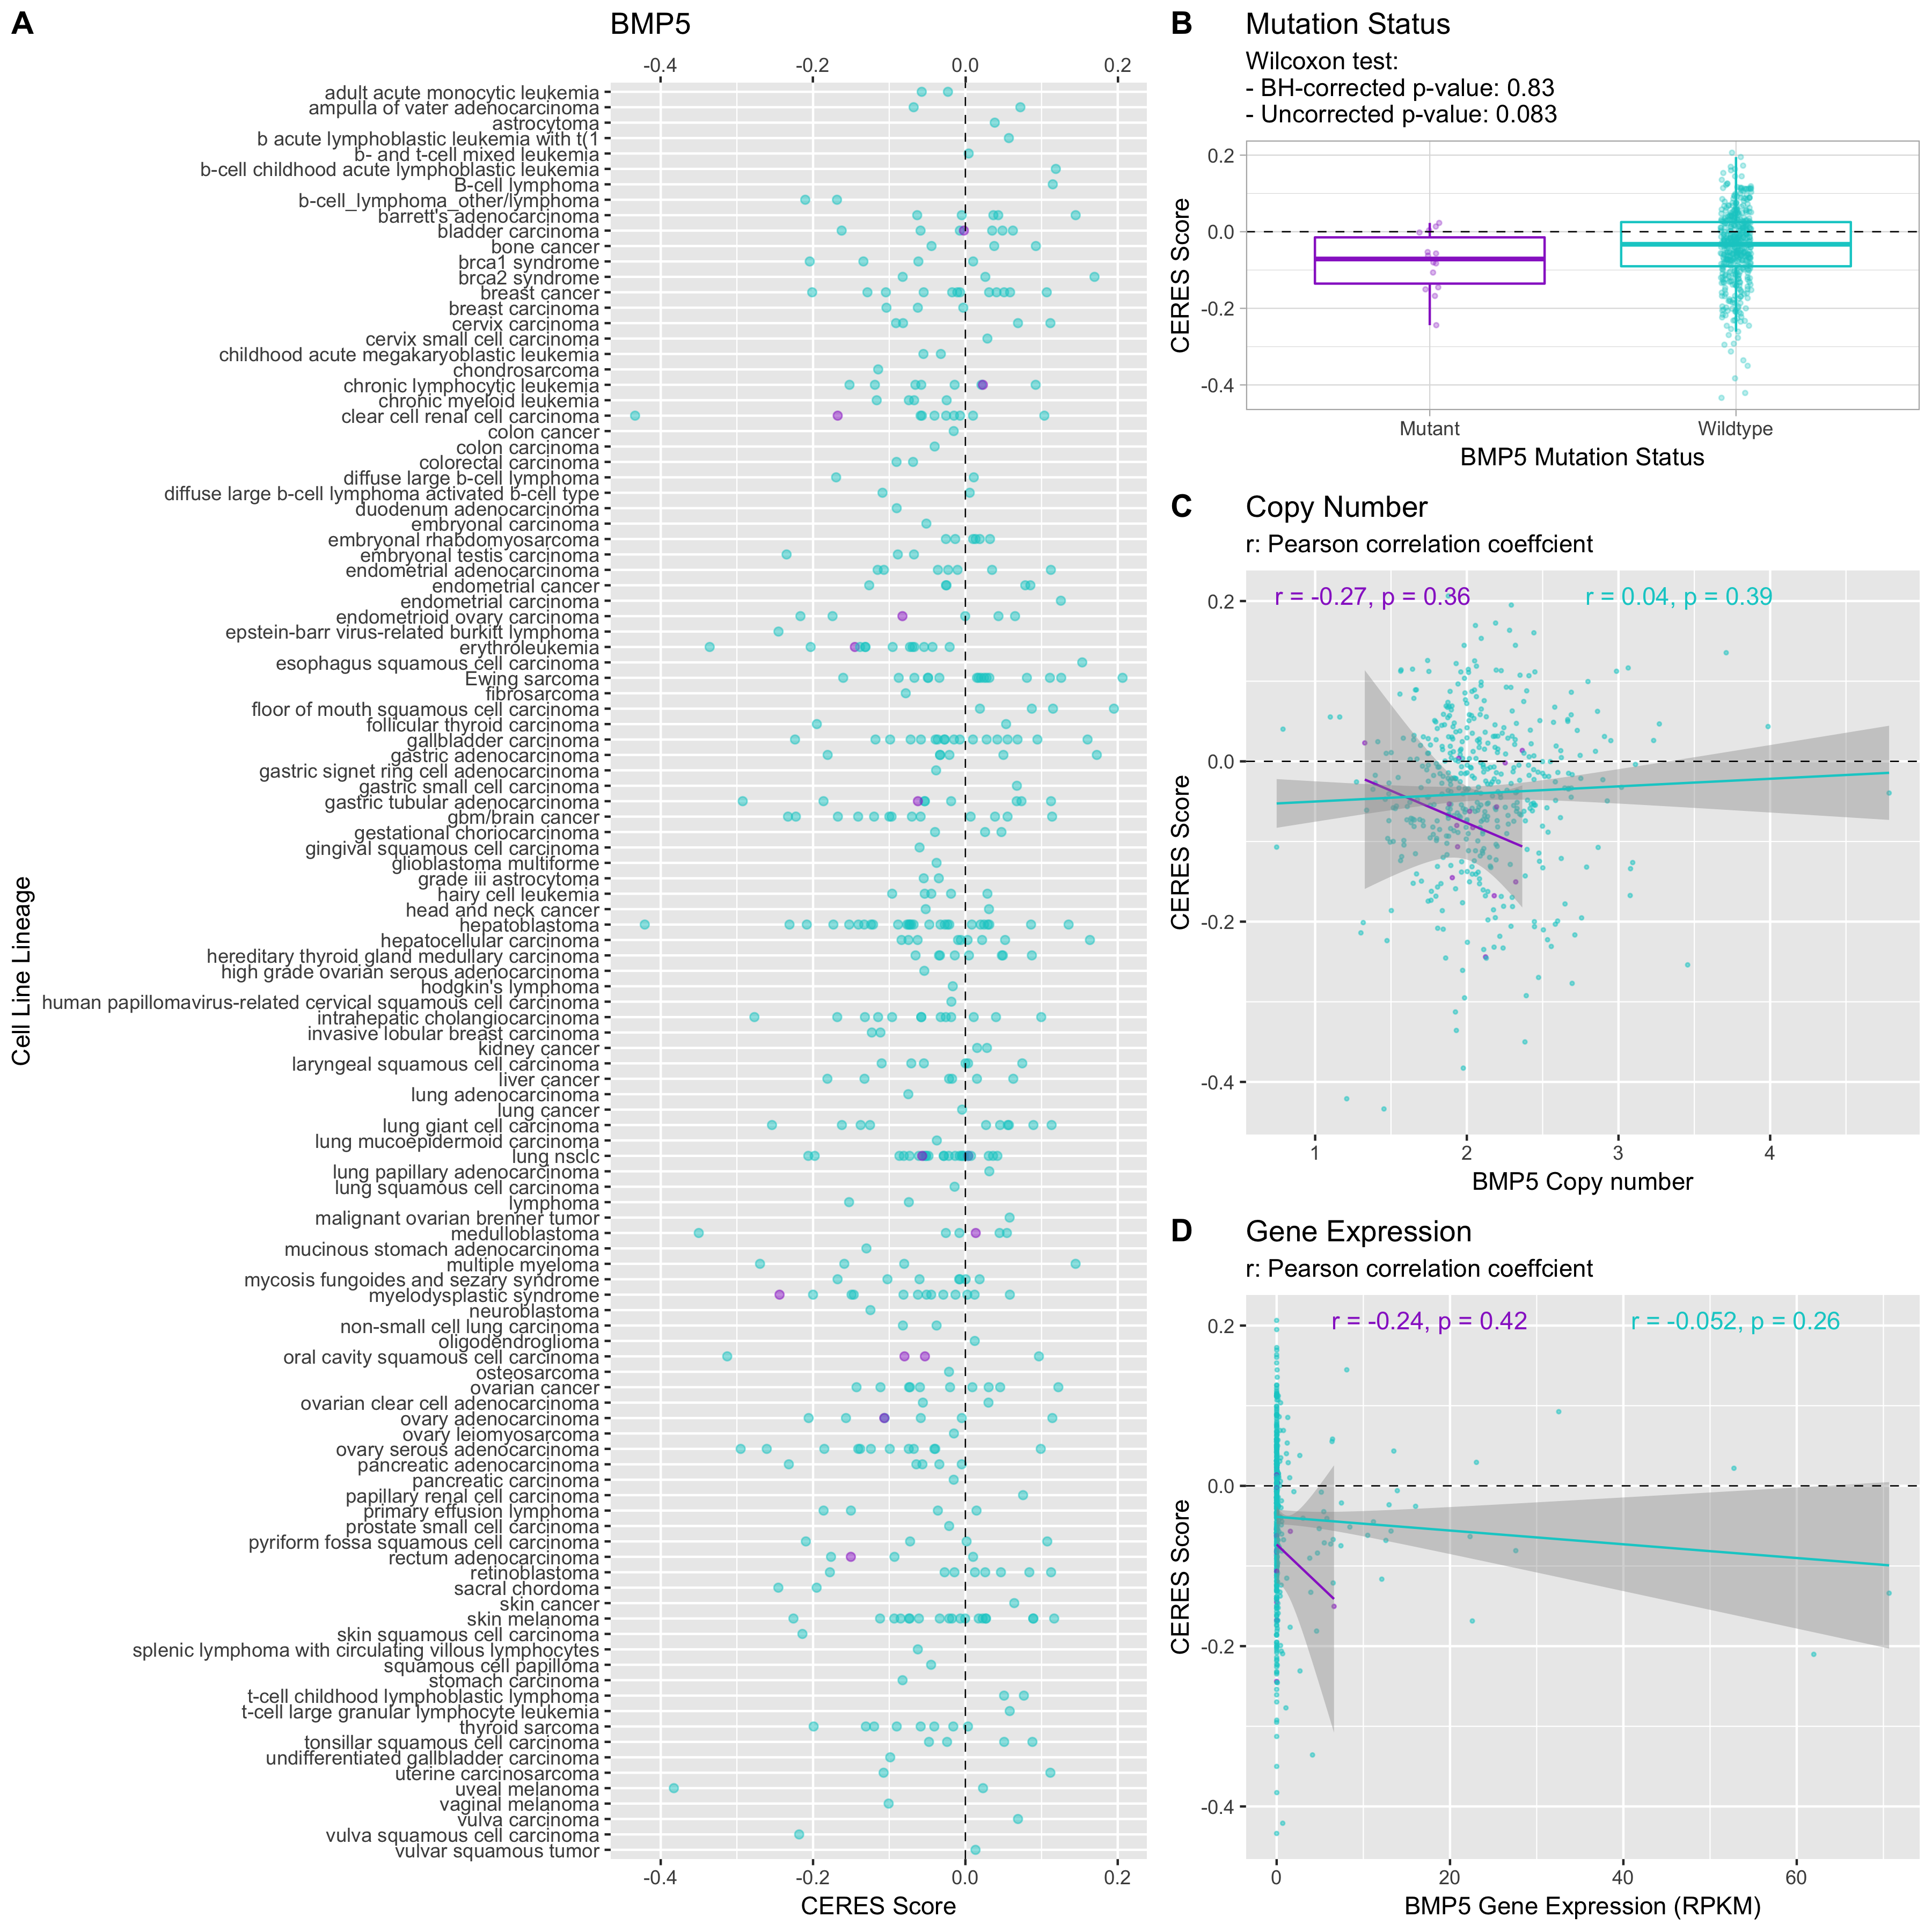 A
BMP5
-0.4 -0.2 0.0 0.2
Cell Line Lineage
adult acute monocytic leukemia
ampulla of vater adenocarcinoma
astrocytoma
b acute lymphoblastic leukemia with t(1
b- and t-cell mixed leukemia
b-cell childhood acute lymphoblastic leukemia
B-cell lymphoma
b-cell_lymphoma_other/lymphoma
barrett's adenocarcinoma
bladder carcinoma
bone cancer
brca1 syndrome
brca2 syndrome
breast cancer
breast carcinoma
cervix carcinoma
cervix small cell carcinoma
childhood acute megakaryoblastic leukemia
chondrosarcoma
chronic lymphocytic leukemia
chronic myeloid leukemia
clear cell renal cell carcinoma
colon cancer
colon carcinoma
colorectal carcinoma
diffuse large b-cell lymphoma
diffuse large b-cell lymphoma activated b-cell type
duodenum adenocarcinoma
embryonal carcinoma
embryonal rhabdomyosarcoma
embryonal testis carcinoma
endometrial adenocarcinoma
endometrial cancer
endometrial carcinoma
endometrioid ovary carcinoma
epstein-barr virus-related burkitt lymphoma
erythroleukemia
esophagus squamous cell carcinoma
Ewing sarcoma
fibrosarcoma
floor of mouth squamous cell carcinoma
follicular thyroid carcinoma
gallbladder carcinoma
gastric adenocarcinoma
gastric signet ring cell adenocarcinoma
gastric small cell carcinoma
gastric tubular adenocarcinoma
gbm/brain cancer
gestational choriocarcinoma
gingival squamous cell carcinoma
glioblastoma multiforme
grade iii astrocytoma
hairy cell leukemia
head and neck cancer
hepatoblastoma
hepatocellular carcinoma
hereditary thyroid gland medullary carcinoma
high grade ovarian serous adenocarcinoma
hodgkin's lymphoma
human papillomavirus-related cervical squamous cell carcinoma
intrahepatic cholangiocarcinoma
invasive lobular breast carcinoma
kidney cancer
laryngeal squamous cell carcinoma
liver cancer
lung adenocarcinoma
lung cancer
lung giant cell carcinoma
lung mucoepidermoid carcinoma
lung nsclc
lung papillary adenocarcinoma
lung squamous cell carcinoma
lymphoma
malignant ovarian brenner tumor
medulloblastoma
mucinous stomach adenocarcinoma
multiple myeloma
mycosis fungoides and sezary syndrome
myelodysplastic syndrome
neuroblastoma
non-small cell lung carcinoma
oligodendroglioma
oral cavity squamous cell carcinoma
osteosarcoma
ovarian cancer
ovarian clear cell adenocarcinoma
ovary adenocarcinoma
ovary leiomyosarcoma
ovary serous adenocarcinoma
pancreatic adenocarcinoma
pancreatic carcinoma
papillary renal cell carcinoma
primary effusion lymphoma
prostate small cell carcinoma
pyriform fossa squamous cell carcinoma
rectum adenocarcinoma
retinoblastoma
sacral chordoma
skin cancer
skin melanoma
skin squamous cell carcinoma
splenic lymphoma with circulating villous lymphocytes
squamous cell papilloma
stomach carcinoma
t-cell childhood lymphoblastic lymphoma
t-cell large granular lymphocyte leukemia
thyroid sarcoma
tonsillar squamous cell carcinoma
undifferentiated gallbladder carcinoma
uterine carcinosarcoma
uveal melanoma
vaginal melanoma
vulva carcinoma
vulva squamous cell carcinoma
vulvar squamous tumor
-0.4 -0.2 0.0 0.2
CERES Score
B
Mutation Status
Wilcoxon test:
- BH-corrected p-value: 0.83
- Uncorrected p-value: 0.083
CERES Score
0.2
0.0
-0.2
-0.4
Mutant Wildtype
BMP5 Mutation Status
C
Copy Number
r: Pearson correlation coeffcient
r = -0.27, p = 0.36 r = 0.04, p = 0.39
CERES Score
0.2
0.0
-0.2
-0.4
1 2 3 4
BMP5 Copy number
D
Gene Expression
r: Pearson correlation coeffcient
r = -0.24, p = 0.42 r = -0.052, p = 0.26
CERES Score
0.2
0.0
-0.2
-0.4
0 20 40 60
BMP5 Gene Expression (RPKM)